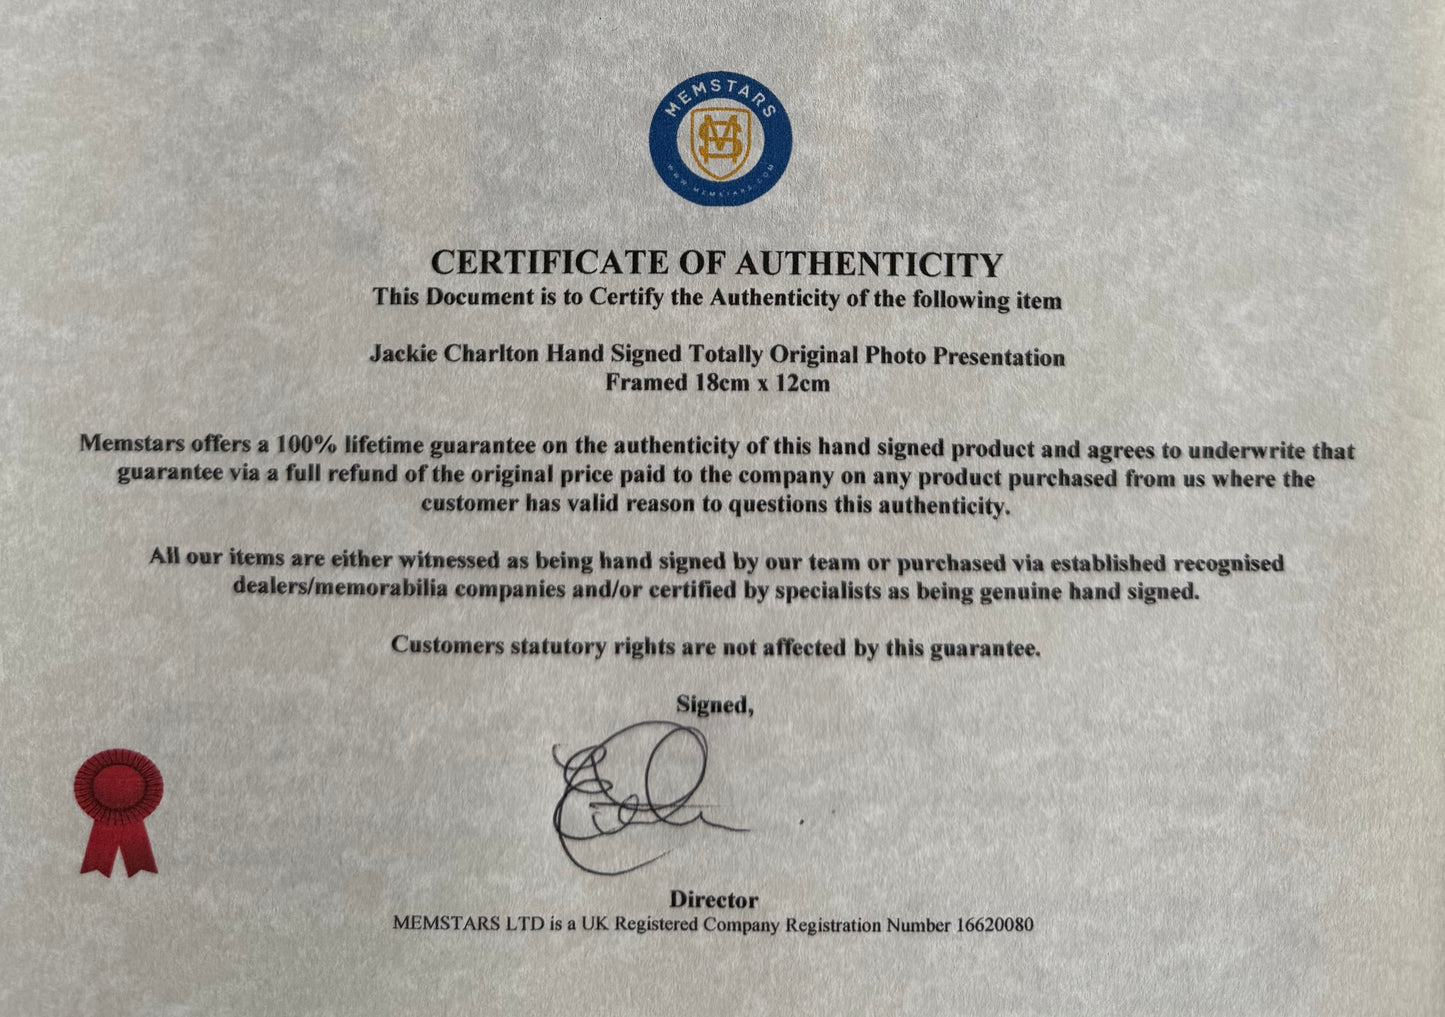 MEMSTARS
MS
WWW.MEMSTARS.COM
CERTIFICATE OF AUTHENTICITY
This Document is to Certify the Authenticity of the following item
Jackie Charlton Hand Signed Totally Original Photo Presentation
Framed 18cm x 12cm
Memstars offers a 100% lifetime guarantee on the authenticity of this hand signed product and agrees to underwrite that
guarantee via a full refund of the original price paid to the company on any product purchased from us where the
customer has valid reason to questions this authenticity.
All our items are either witnessed as being hand signed by our team or purchased via established recognised
dealers/memorabilia companies and/or certified by specialists as being genuine hand signed.
Customers statutory rights are not affected by this guarantee.
Signed,
Director
MEMSTARS LTD is a UK Registered Company Registration Number 16620080